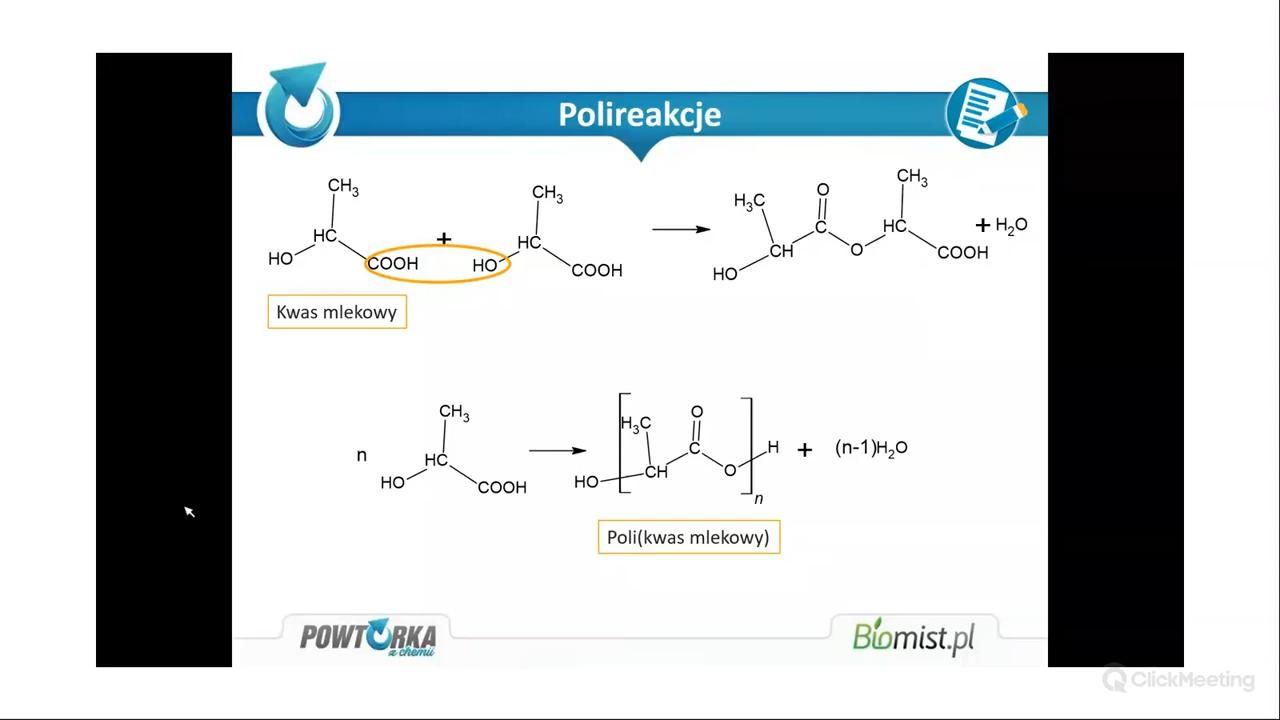 Polireakcje
CH₃
HC
HO
COOH
+
CH₃
HC
HO
COOH
H₃C
O
C
CH
HO
O
CH₃
HC
COOH
+ H₂O
Kwas mlekowy
n
CH₃
HC
HO
COOH
H₃C
O
C
CH
HO
O
H
n
+ (n-1)H₂O
Poli(kwas mlekowy)
POWTÓRKA
z chemii
Biomist.pl
ClickMeeting